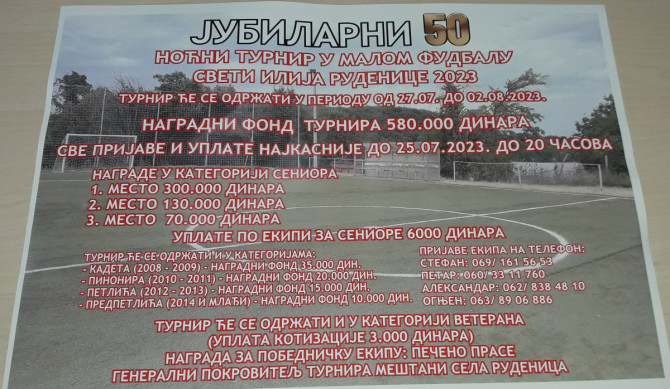 ЈУБИЛАРНИ 50
НОЋНИ ТУРНИР У МАЛОМ ФУДБАЛУ
СВЕТИ ИЛИЈА РУДЕНИЦЕ 2023
ТУРНИР ЋЕ СЕ ОДРЖАТИ У ПЕРИОДУ ОД 27.07. ДО 02.08.2023.
НАГРАДНИ ФОНД ТУРНИРА 580.000 ДИНАРА
СВЕ ПРИЈАВЕ И УПЛАТЕ НАЈКАСНИЈЕ ДО 25.07.2023. ДО 20 ЧАСОВА
НАГРАДЕ У КАТЕГОРИЈИ СЕНИОРА
1. МЕСТО 300.000 ДИНАРА
2. МЕСТО 130.000 ДИНАРА
3. МЕСТО 70.000 ДИНАРА
УПЛАТЕ ПО ЕКИПИ ЗА СЕНИОРЕ 6000 ДИНАРА
ТУРНИР ЋЕ СЕ ОДРЖАТИ И У КАТЕГОРИЈАМА:
- КАДЕТА (2008 - 2009) - НАГРАДНИ ФОНД 35.000 ДИН.
- ПИНОНИРА (2010 - 2011) - НАГРАДНИ ФОНД 20.000 ДИН.
- ПЕТЛИЋА (2012 - 2013) - НАГРАДНИ ФОНД 15.000 ДИН.
- ПРЕДПЕТЛИЋА (2014 И МЛАЂИ) - НАГРАДНИ ФОНД 10.000 ДИН.
ПРИЈАВЕ ЕКИПА НА ТЕЛЕФОН:
СТЕФАН: 069/ 161 56 53
ПЕТАР: 060/ 33 11 760
АЛЕКСАНДАР: 062/ 838 48 10
ОГЊЕН: 063/ 89 06 886
ТУРНИР ЋЕ СЕ ОДРЖАТИ И У КАТЕГОРИЈИ ВЕТЕРАНА
(УПЛАТА КОТИЗАЦИЈЕ 3.000 ДИНАРА)
НАГРАДА ЗА ПОБЕДНИЧКУ ЕКИПУ: ПЕЧЕНО ПРАСЕ
ГЕНЕРАЛНИ ПОКРОВИТЕЉ ТУРНИРА МЕШТАНИ СЕЛА РУДЕНИЦА